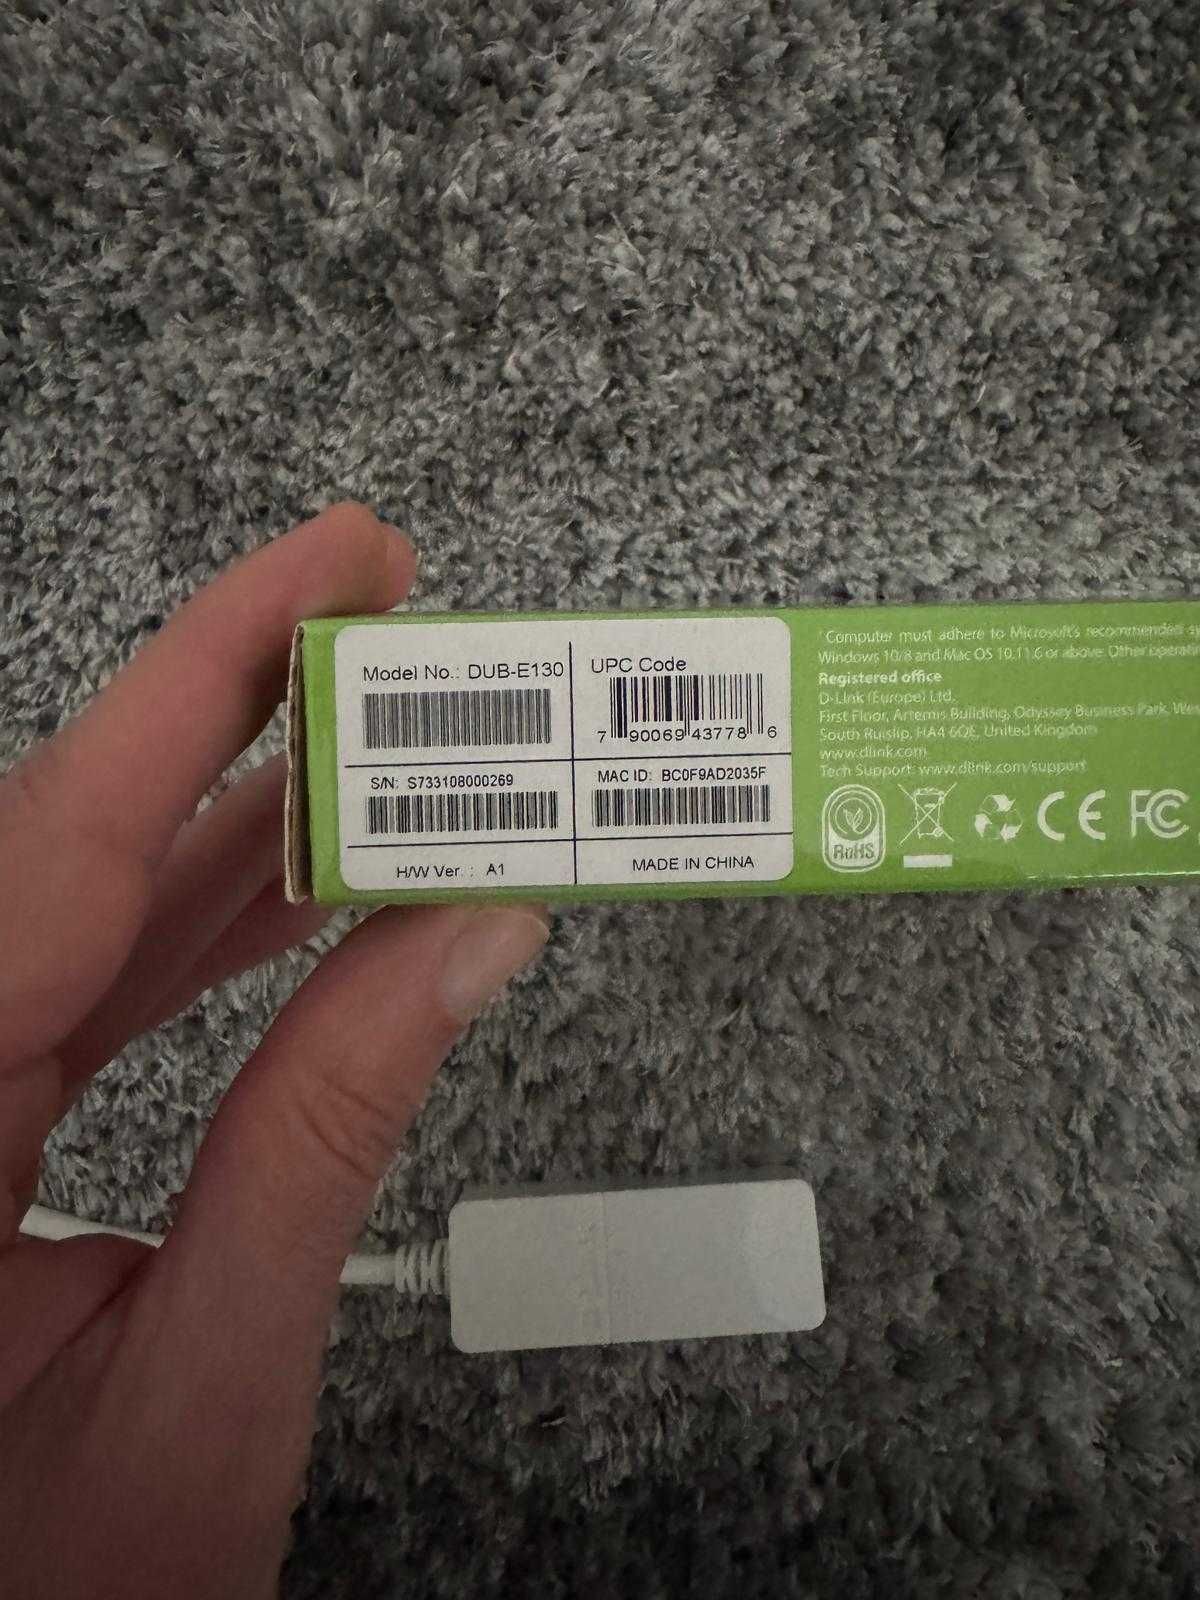 Model No.: DUB-E130
UPC Code
7 90069 43778 6
S/N: S733108000269
MAC ID: BC0F9AD2035F
H/W Ver. : A1
MADE IN CHINA
Computer must adhere to Microsoft's recommended
Windows 10/8 and Mac OS 10.11.6 or above. Other
Registered office
D-Link (Europe) Ltd.
First Floor, Artemis Building, Odyssey Business Park,
South Ruislip, HA4 6QE, United Kingdom
www.dlink.com
Tech Support: www.dlink.com/support
RoHS
CE FC